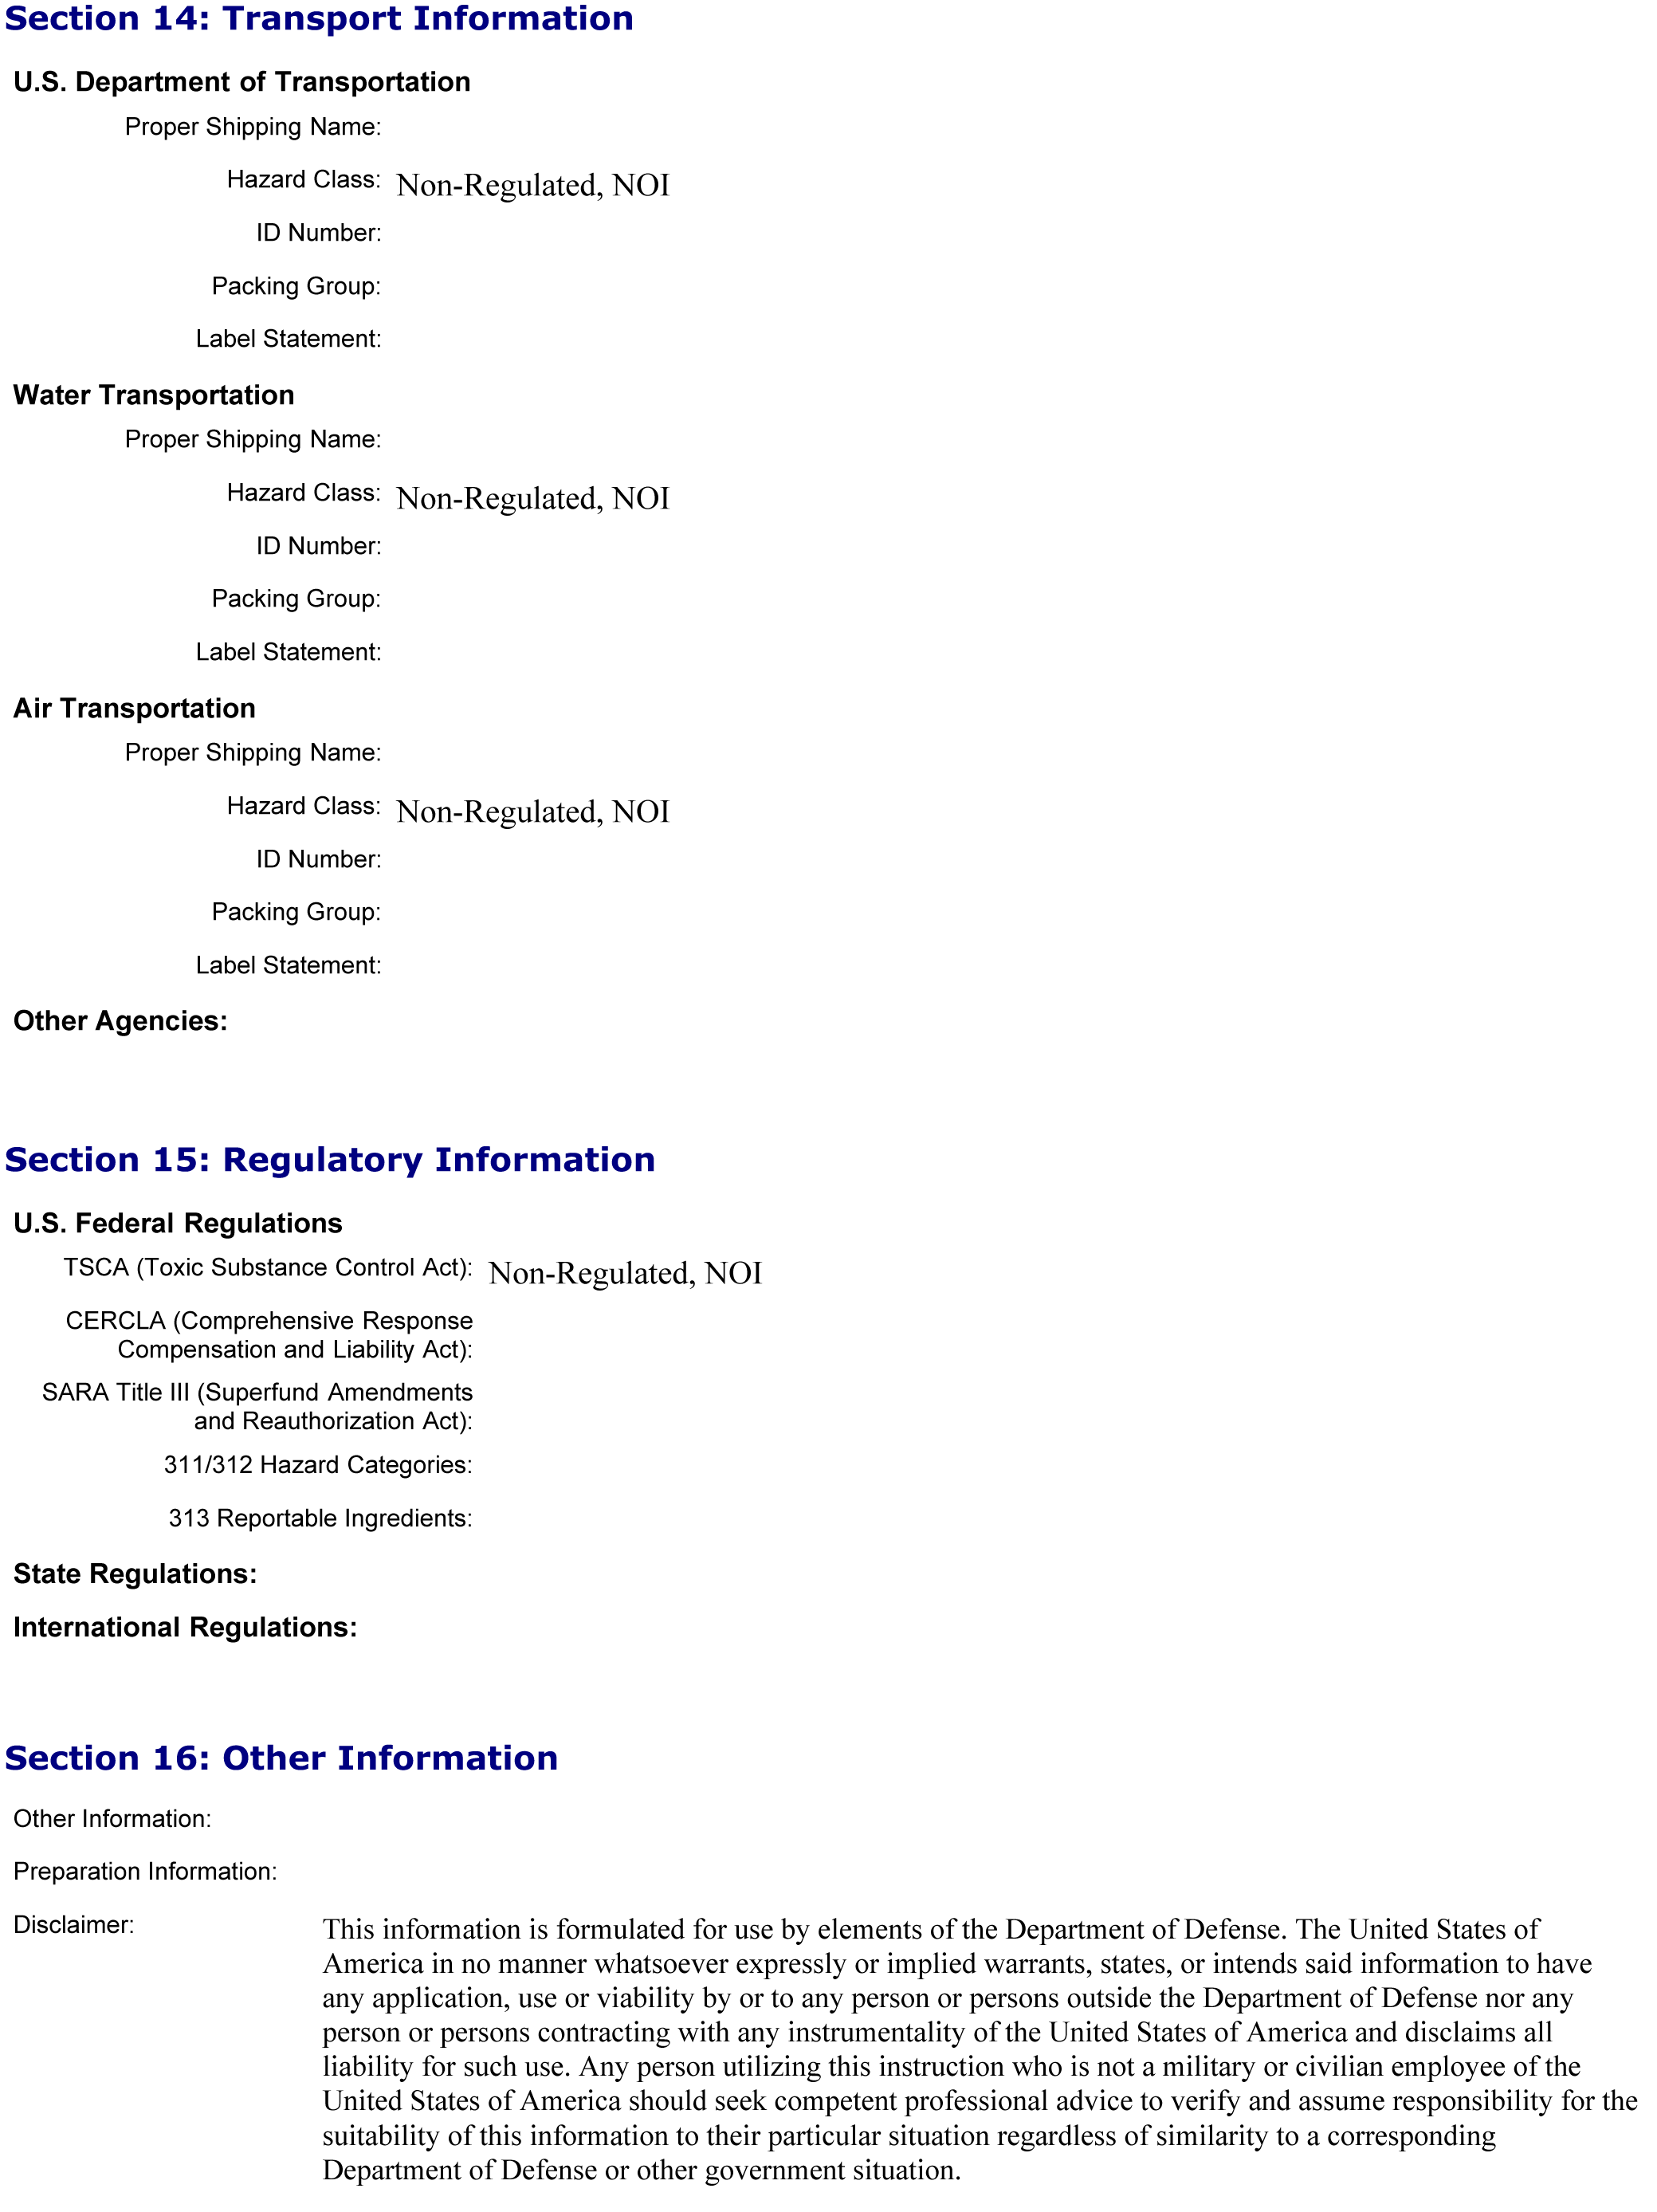 Section 14: Transport Information
U.S. Department of Transportation
Proper Shipping Name:
Hazard Class: Non-Regulated, NOI
ID Number:
Packing Group:
Label Statement:
Water Transportation
Proper Shipping Name:
Hazard Class: Non-Regulated, NOI
ID Number:
Packing Group:
Label Statement:
Air Transportation
Proper Shipping Name:
Hazard Class: Non-Regulated, NOI
ID Number:
Packing Group:
Label Statement:
Other Agencies:
Section 15: Regulatory Information
U.S. Federal Regulations
TSCA (Toxic Substance Control Act): Non-Regulated, NOI
CERCLA (Comprehensive Response
Compensation and Liability Act):
SARA Title III (Superfund Amendments
and Reauthorization Act):
311/312 Hazard Categories:
313 Reportable Ingredients:
State Regulations:
International Regulations:
Section 16: Other Information
Other Information:
Preparation Information:
Disclaimer: This information is formulated for use by elements of the Department of Defense. The United States of
America in no manner whatsoever expressly or implied warrants, states, or intends said information to have
any application, use or viability by or to any person or persons outside the Department of Defense nor any
person or persons contracting with any instrumentality of the United States of America and disclaims all
liability for such use. Any person utilizing this instruction who is not a military or civilian employee of the
United States of America should seek competent professional advice to verify and assume responsibility for the
suitability of this information to their particular situation regardless of similarity to a corresponding
Department of Defense or other government situation.